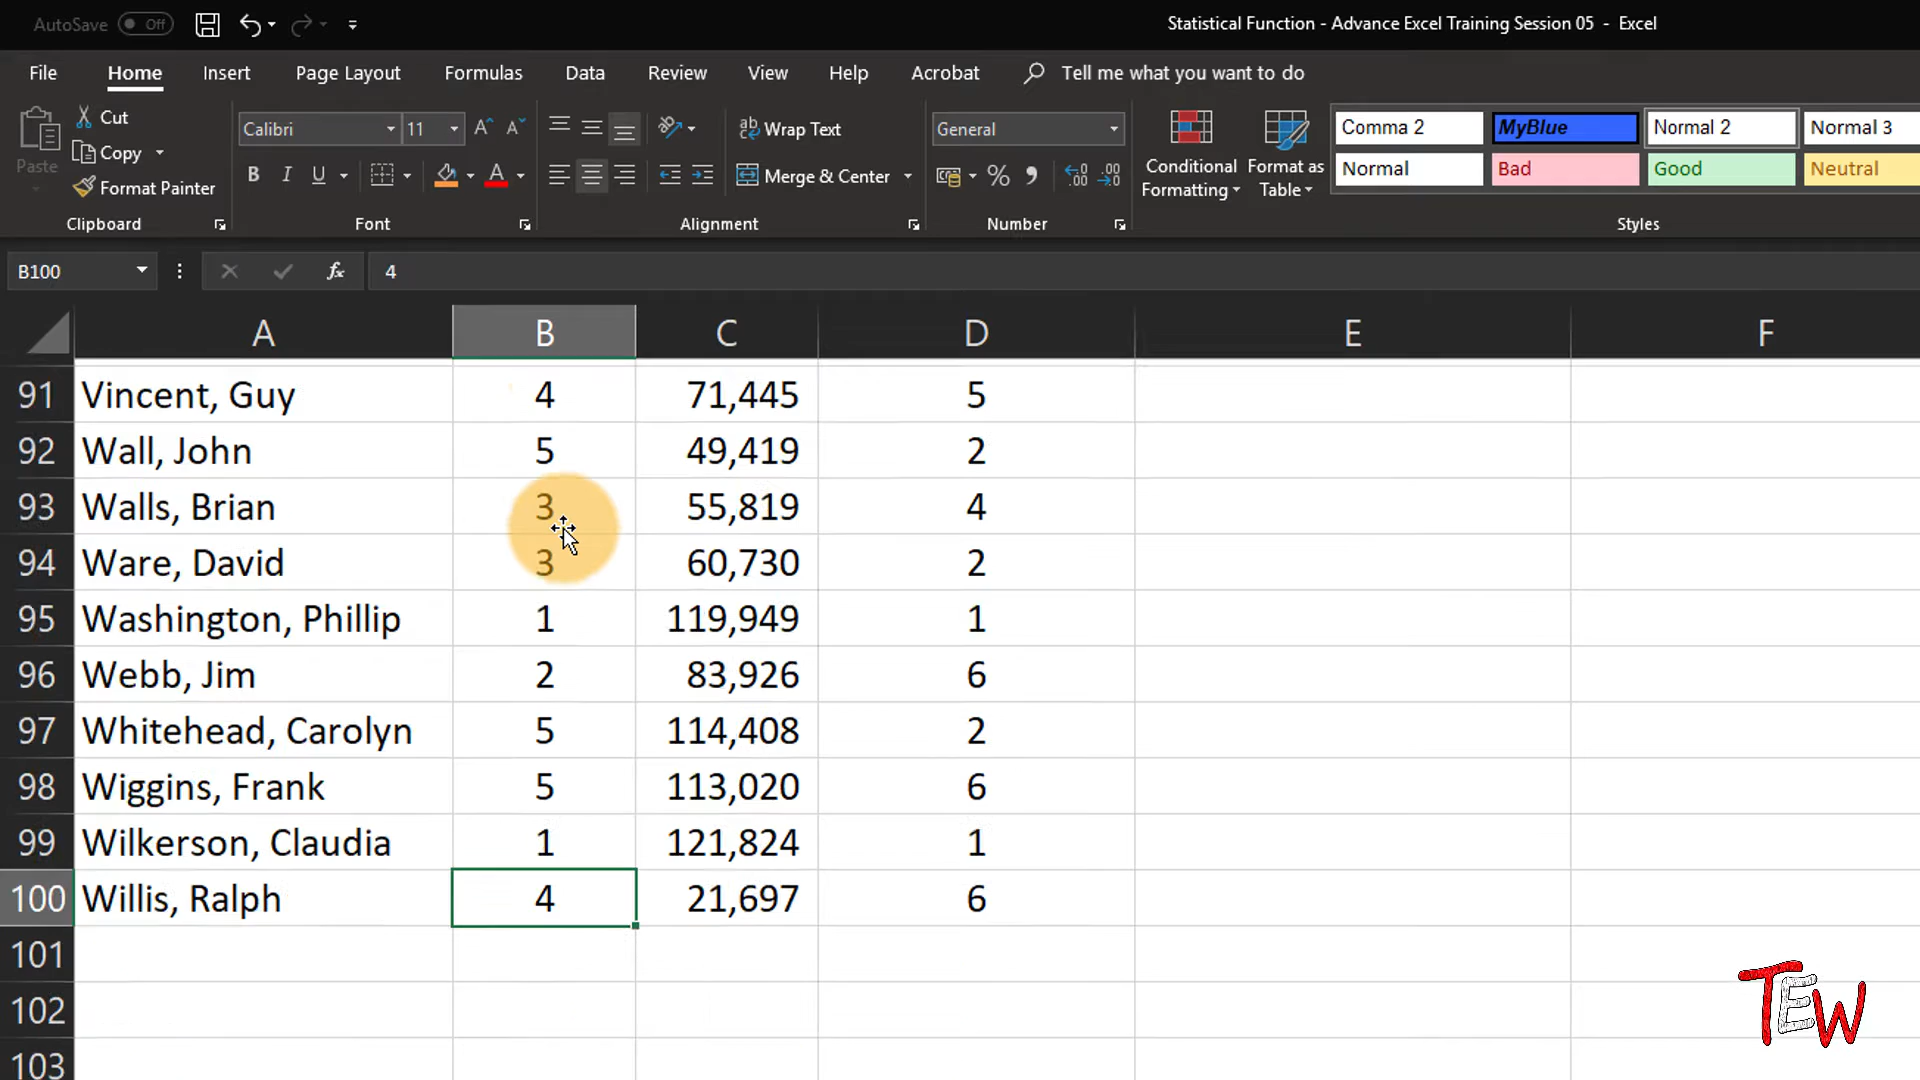 AutoSave Off Statistical Function - Advance Excel Training Session 05 - Excel
File Home Insert Page Layout Formulas Data Review View Help Acrobat Tell me what you want to do
Paste Cut Copy Format Painter
Clipboard
Calibri 11
B I U
Font
Wrap Text
Merge & Center
Alignment
General
%
Number
Conditional Formatting
Format as Table
Comma 2 MyBlue Normal 2 Normal 3
Normal Bad Good Neutral
Styles
B100 fx 4
A B C D E F
91 Vincent, Guy 4 71,445 5
92 Wall, John 5 49,419 2
93 Walls, Brian 3 55,819 4
94 Ware, David 3 60,730 2
95 Washington, Phillip 1 119,949 1
96 Webb, Jim 2 83,926 6
97 Whitehead, Carolyn 5 114,408 2
98 Wiggins, Frank 5 113,020 6
99 Wilkerson, Claudia 1 121,824 1
100 Willis, Ralph 4 21,697 6
101
102
103
TEW